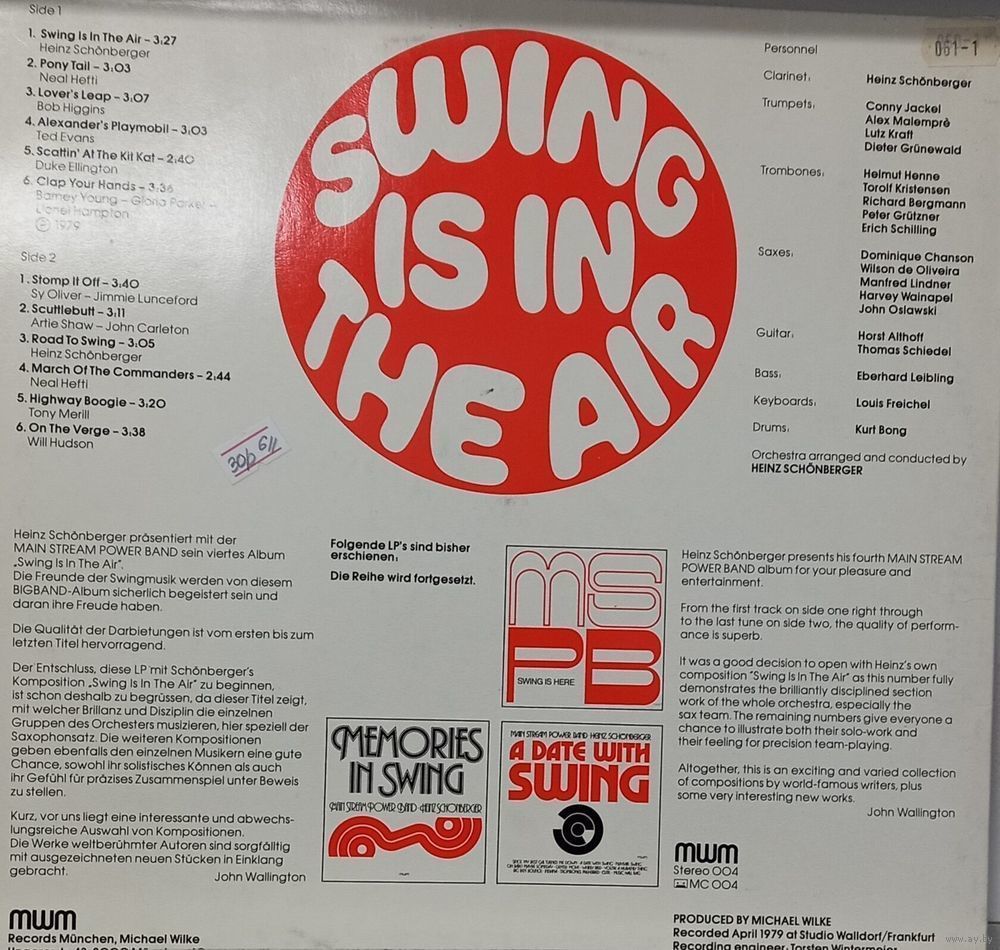 Side 1
1. Swing Is In The Air – 3:27
Heinz Schönberger
2. Pony Tail – 3:03
Neal Hefti
3. Lover's Leap – 3:07
Bob Higgins
4. Alexander's Playmobil – 3:03
Ted Evans
5. Scattin' At The Kit Kat – 2:40
Duke Ellington
6. Clap Your Hands – 3:36
Barney Young – Gloria Parker –
Lionel Hampton
Ⓟ 1979
Side 2
1. Stomp It Off – 3:40
Sy Oliver – Jimmie Lunceford
2. Scuttlebutt – 3:11
Artie Shaw – John Carleton
3. Road To Swing – 3:05
Heinz Schönberger
4. March Of The Commanders – 2:44
Neal Hefti
5. Highway Boogie – 3:20
Tony Merill
6. On The Verge – 3:38
Will Hudson
SWING
IS IN
THE AIR
061-1
Personnel
Clarinet: Heinz Schönberger
Trumpets: Conny Jackel
Alex Malemprè
Lutz Kraft
Dieter Grünewald
Trombones: Helmut Henne
Torolf Kristensen
Richard Bergmann
Peter Grützner
Erich Schilling
Saxes: Dominique Chanson
Wilson de Oliveira
Manfred Lindner
Harvey Wainapel
John Oslawski
Guitar: Horst Althoff
Thomas Schiedel
Bass: Eberhard Leibling
Keyboards: Louis Freichel
Drums: Kurt Bong
Orchestra arranged and conducted by
HEINZ SCHÖNBERGER
Heinz Schönberger präsentiert mit der
MAIN STREAM POWER BAND sein viertes Album
„Swing Is In The Air".
Die Freunde der Swingmusik werden von diesem
BIGBAND-Album sicherlich begeistert sein und
daran ihre Freude haben.
Die Qualität der Darbietungen ist vom ersten bis zum
letzten Titel hervorragend.
Der Entschluss, diese LP mit Schönberger's
Komposition „Swing Is In The Air" zu beginnen,
ist schon deshalb zu begrüssen, da dieser Titel zeigt,
mit welcher Brillanz und Disziplin die einzelnen
Gruppen des Orchesters musizieren, hier speziell der
Saxophonsatz. Die weiteren Kompositionen
geben ebenfalls den einzelnen Musikern eine gute
Chance, sowohl ihr solistisches Können als auch
ihr Gefühl für präzises Zusammenspiel unter Beweis
zu stellen.
Kurz, vor uns liegt eine interessante und abwechs-
lungsreiche Auswahl von Kompositionen.
Die Werke weltberühmter Autoren sind sorgfältig
mit ausgezeichneten neuen Stücken in Einklang
gebracht.
John Wallington
mwm
Records München, Michael Wilke
Folgende LP's sind bisher
erschienen:
Die Reihe wird fortgesetzt.
MS
PB
SWING IS HERE
MEMORIES
IN SWING
MAIN STREAM POWER BAND · HEINZ SCHÖNBERGER
MAIN STREAM POWER BAND HEINZ SCHÖNBERGER
A DATE WITH
SWING
Heinz Schönberger presents his fourth MAIN STREAM
POWER BAND album for your pleasure and
entertainment.
From the first track on side one right through
to the last tune on side two, the quality of perform-
ance is superb.
It was a good decision to open with Heinz's own
composition "Swing Is In The Air" as this number fully
demonstrates the brilliantly disciplined section
work of the whole orchestra, especially the
sax team. The remaining numbers give everyone a
chance to illustrate both their solo-work and
their feeling for precision team-playing.
Altogether, this is an exciting and varied collection
of compositions by world-famous writers, plus
some very interesting new works.
John Wallington
mwm
Stereo 004
MC 004
PRODUCED BY MICHAEL WILKE
Recorded April 1979 at Studio Walldorf/Frankfurt
Recording engineer: Torsten Wintermeier
www.ay.by